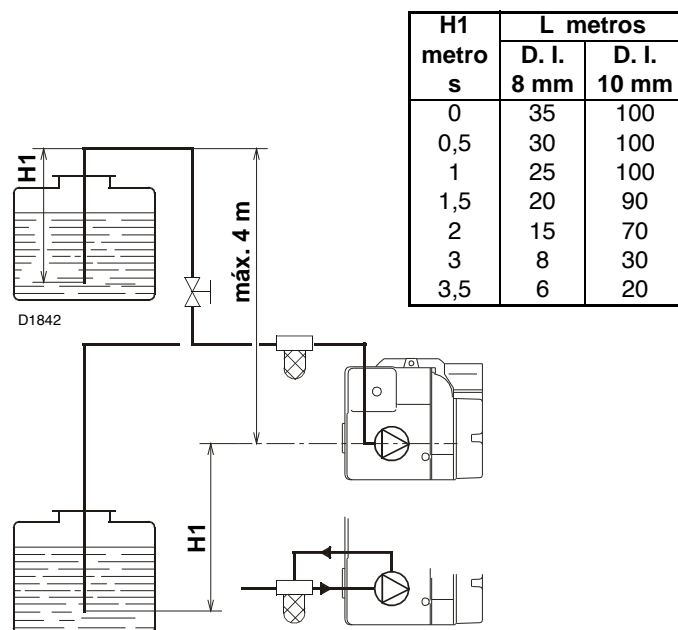 H1 metro s | L metros
D. I. 8 mm | D. I. 10 mm
0 35 100
0,5 30 100
1 25 100
1,5 20 90
2 15 70
3 8 30
3,5 6 20
H1
máx. 4 m
D1842
H1